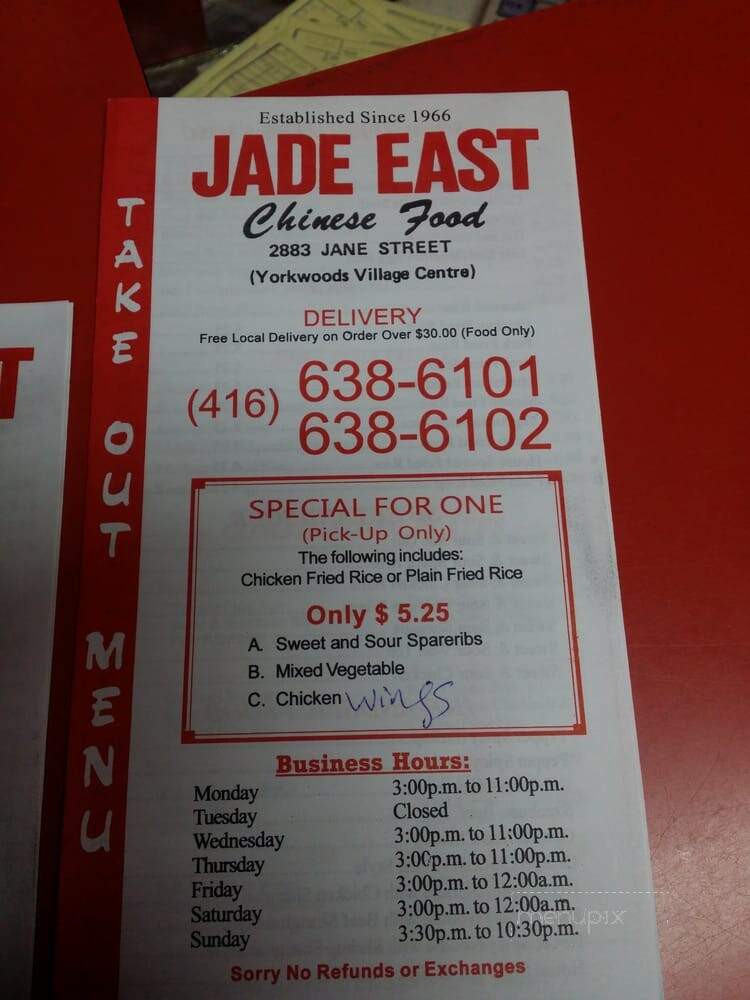 Established Since 1966
JADE EAST
Chinese Food
2883 JANE STREET
(Yorkwoods Village Centre)
TAKE OUT MENU
DELIVERY
Free Local Delivery on Order Over $30.00 (Food Only)
(416) 638-6101
638-6102
SPECIAL FOR ONE
(Pick-Up Only)
The following includes:
Chicken Fried Rice or Plain Fried Rice
Only $ 5.25
A. Sweet and Sour Spareribs
B. Mixed Vegetable
C. Chicken wings
Business Hours:
Monday 3:00p.m. to 11:00p.m.
Tuesday Closed
Wednesday 3:00p.m. to 11:00p.m.
Thursday 3:00p.m. to 11:00p.m.
Friday 3:00p.m. to 12:00a.m.
Saturday 3:00p.m. to 12:00a.m.
Sunday 3:30p.m. to 10:30p.m.
Sorry No Refunds or Exchanges
T
menupix